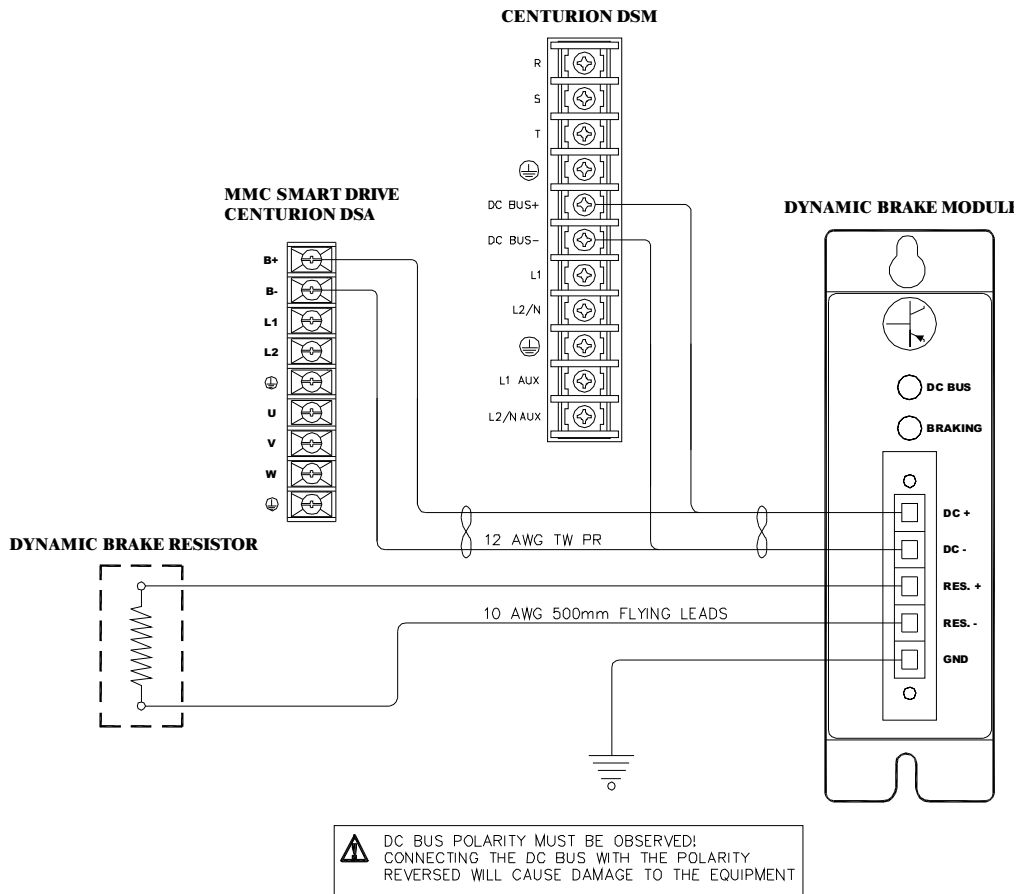 CENTURION DSM
R
S
T
DC BUS+
DC BUS-
L1
L2/N
L1 AUX
L2/N AUX
MMC SMART DRIVE
CENTURION DSA
B+
B-
L1
L2
U
V
W
DYNAMIC BRAKE MODULE
DC BUS
BRAKING
DC +
DC -
RES. +
RES. -
GND
12 AWG TW PR
DYNAMIC BRAKE RESISTOR
10 AWG 500mm FLYING LEADS
DC BUS POLARITY MUST BE OBSERVED!
CONNECTING THE DC BUS WITH THE POLARITY
REVERSED WILL CAUSE DAMAGE TO THE EQUIPMENT